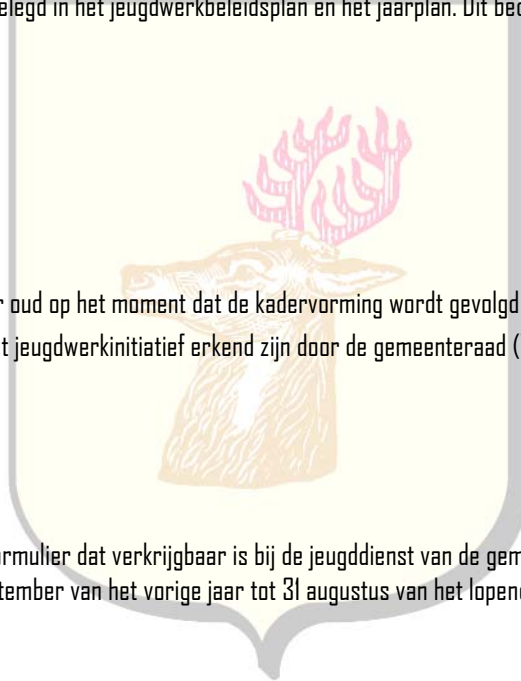 elegd in het jeugdwerkbeleidsplan en het jaarplan. Dit bed
r oud op het moment dat de kadervorming wordt gevolgd
t jeugdwerkinitiatief erkend zijn door de gemeenteraad (
ormulier dat verkrijgbaar is bij de jeugddienst van de gem
tember van het vorige jaar tot 31 augustus van het lopend